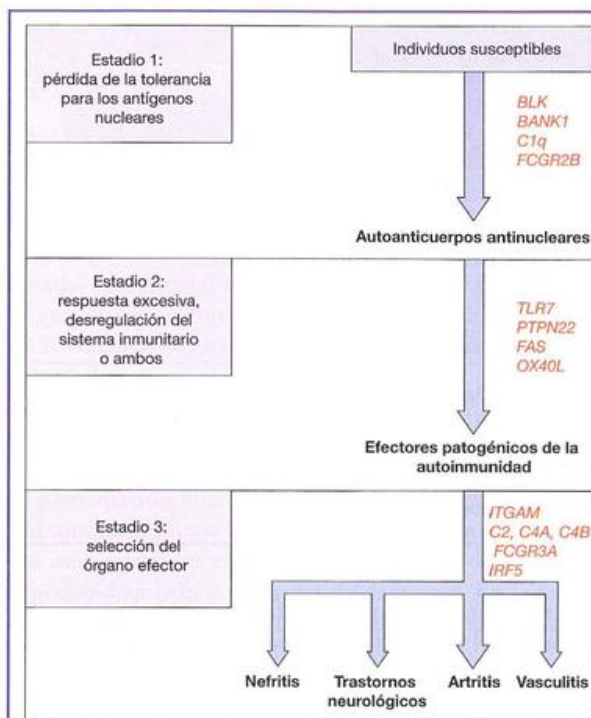 Estadio 1:
pérdida de la tolerancia
para los antígenos
nucleares
Individuos susceptibles
BLK
BANK1
C1q
FCGR2B
Autoanticuerpos antinucleares
Estadio 2:
respuesta excesiva,
desregulación del
sistema inmunitario
o ambos
TLR7
PTPN22
FAS
OX40L
Efectores patogénicos de la
autoinmunidad
Estadio 3:
selección del
órgano efector
ITGAM
C2, C4A, C4B
FCGR3A
IRF5
Nefritis
Trastornos
neurológicos
Artritis
Vasculitis